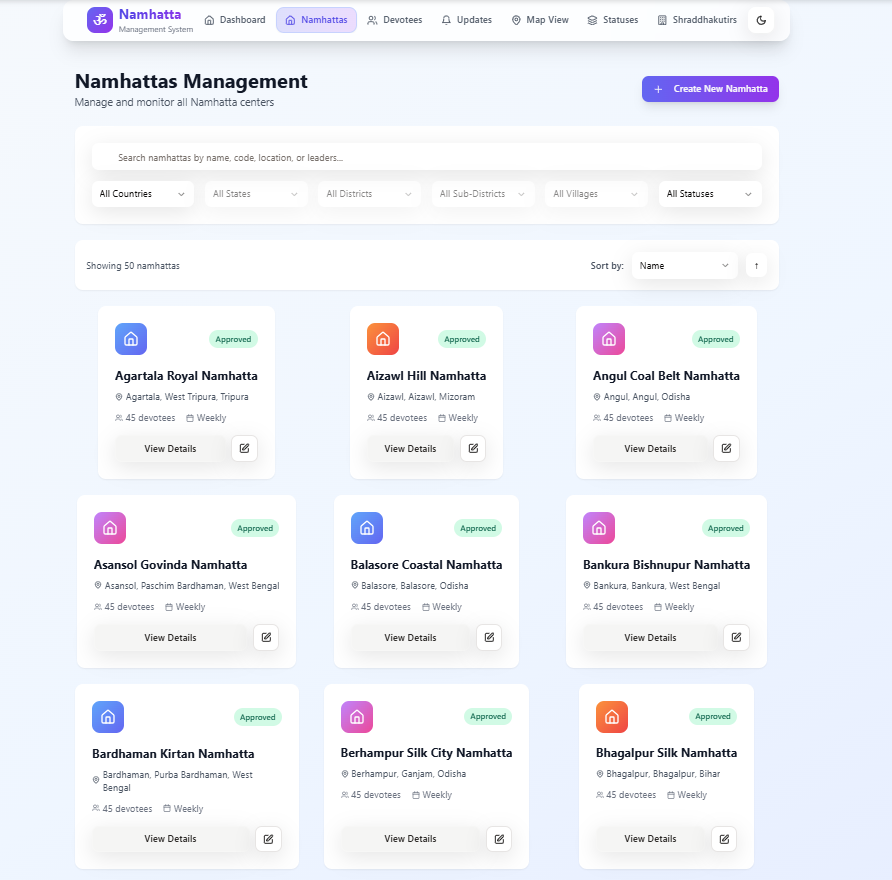 ॐ Namhatta
Management System
Dashboard Namhattas Devotees Updates Map View Statuses Shraddhakutirs
Namhattas Management
Manage and monitor all Namhatta centers
+ Create New Namhatta
Search namhattas by name, code, location, or leaders...
All Countries All States All Districts All Sub-Districts All Villages All Statuses
Showing 50 namhattas
Sort by: Name ↑
Approved
Agartala Royal Namhatta
Agartala, West Tripura, Tripura
45 devotees Weekly
View Details
Approved
Aizawl Hill Namhatta
Aizawl, Aizawl, Mizoram
45 devotees Weekly
View Details
Approved
Angul Coal Belt Namhatta
Angul, Angul, Odisha
45 devotees Weekly
View Details
Approved
Asansol Govinda Namhatta
Asansol, Paschim Bardhaman, West Bengal
45 devotees Weekly
View Details
Approved
Balasore Coastal Namhatta
Balasore, Balasore, Odisha
45 devotees Weekly
View Details
Approved
Bankura Bishnupur Namhatta
Bankura, Bankura, West Bengal
45 devotees Weekly
View Details
Approved
Bardhaman Kirtan Namhatta
Bardhaman, Purba Bardhaman, West
Bengal
45 devotees Weekly
View Details
Approved
Berhampur Silk City Namhatta
Berhampur, Ganjam, Odisha
45 devotees Weekly
View Details
Approved
Bhagalpur Silk Namhatta
Bhagalpur, Bhagalpur, Bihar
45 devotees Weekly
View Details